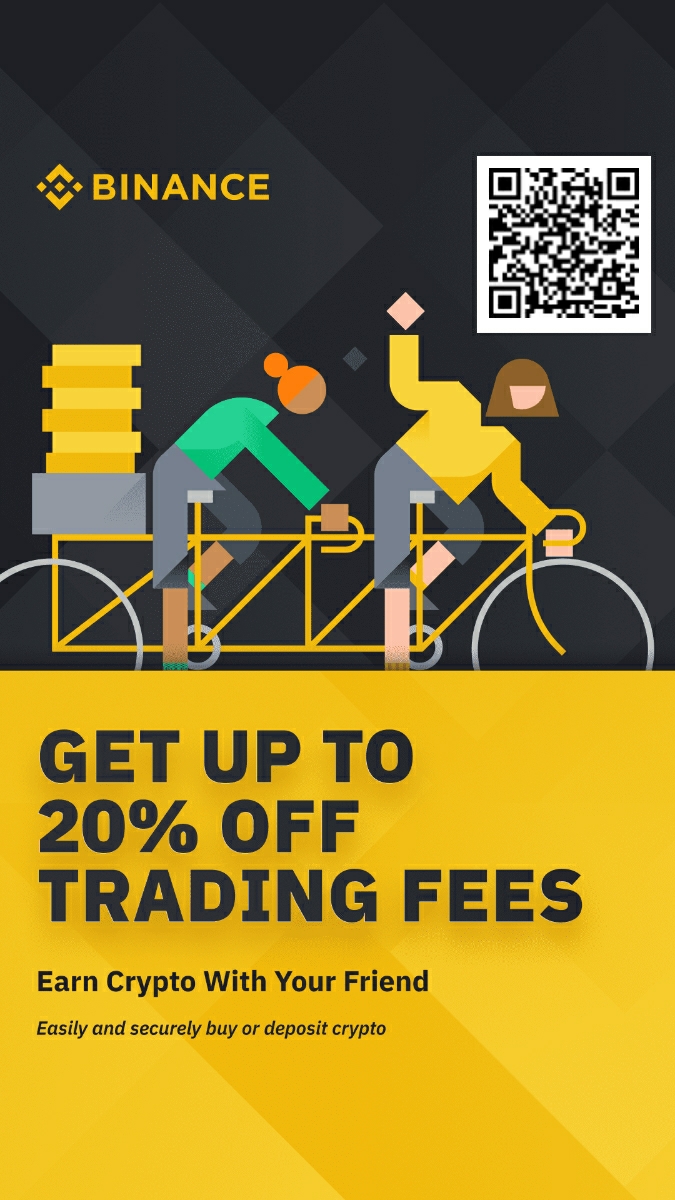 BINANCE
GET UP TO
20% OFF
TRADING FEES
Earn Crypto With Your Friend
Easily and securely buy or deposit crypto